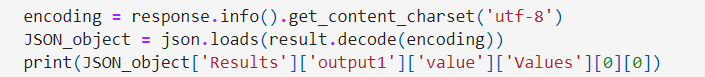 encoding = response.info().get_content_charset('utf-8')
JSON_object = json.loads(result.decode(encoding))
print(JSON_object['Results']['output1']['value']['Values'][0][0])